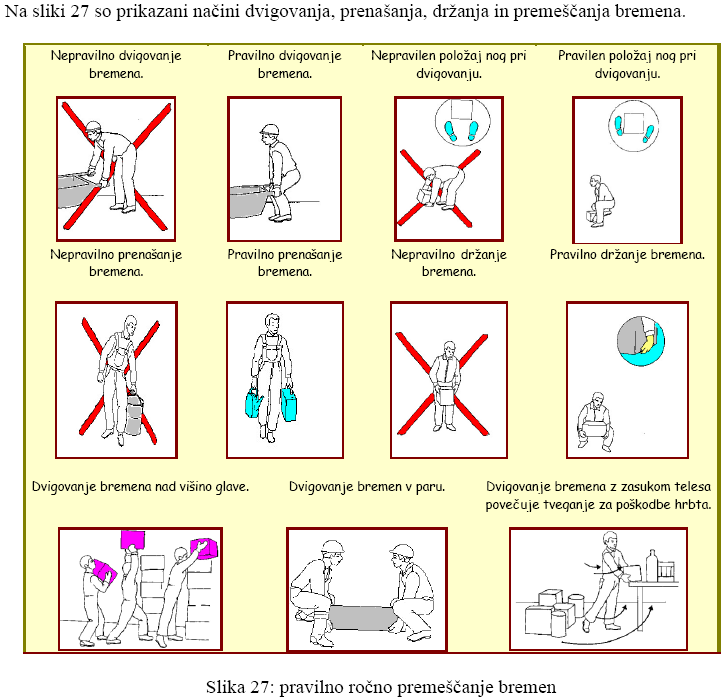 Na sliki 27 so prikazani načini dvigovanja, prenašanja, držanja in premeščanja bremena.
Nepravilno dvigovanje
bremena.
Pravilno dvigovanje
bremena.
Nepravilen položaj nog pri
dvigovanju.
Pravilen položaj nog pri
dvigovanju.
Nepravilno prenašanje
bremena.
Pravilno prenašanje
bremena.
Nepravilno držanje
bremena.
Pravilno držanje bremena.
Dvigovanje bremena nad višino glave.
Dvigovanje bremen v paru.
Dvigovanje bremena z zasukom telesa
povečuje tveganje za poškodbe hrbta.
Slika 27: pravilno ročno premeščanje bremen